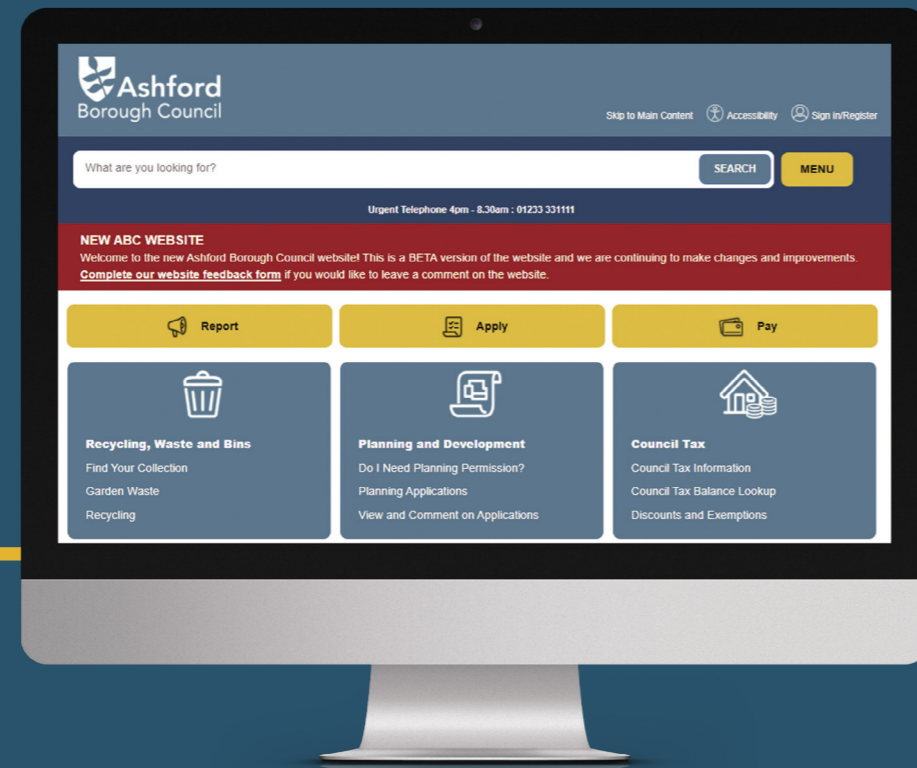 Ashford
Borough Council
Skip to Main Content
Accessibility
Sign in/Register
What are you looking for?
SEARCH
MENU
Urgent Telephone 4pm - 8.30am : 01233 331111
NEW ABC WEBSITE
Welcome to the new Ashford Borough Council website! This is a BETA version of the website and we are continuing to make changes and improvements.
Complete our website feedback form if you would like to leave a comment on the website.
Report
Apply
Pay
Recycling, Waste and Bins
Find Your Collection
Garden Waste
Recycling
Planning and Development
Do I Need Planning Permission?
Planning Applications
View and Comment on Applications
Council Tax
Council Tax Information
Council Tax Balance Lookup
Discounts and Exemptions